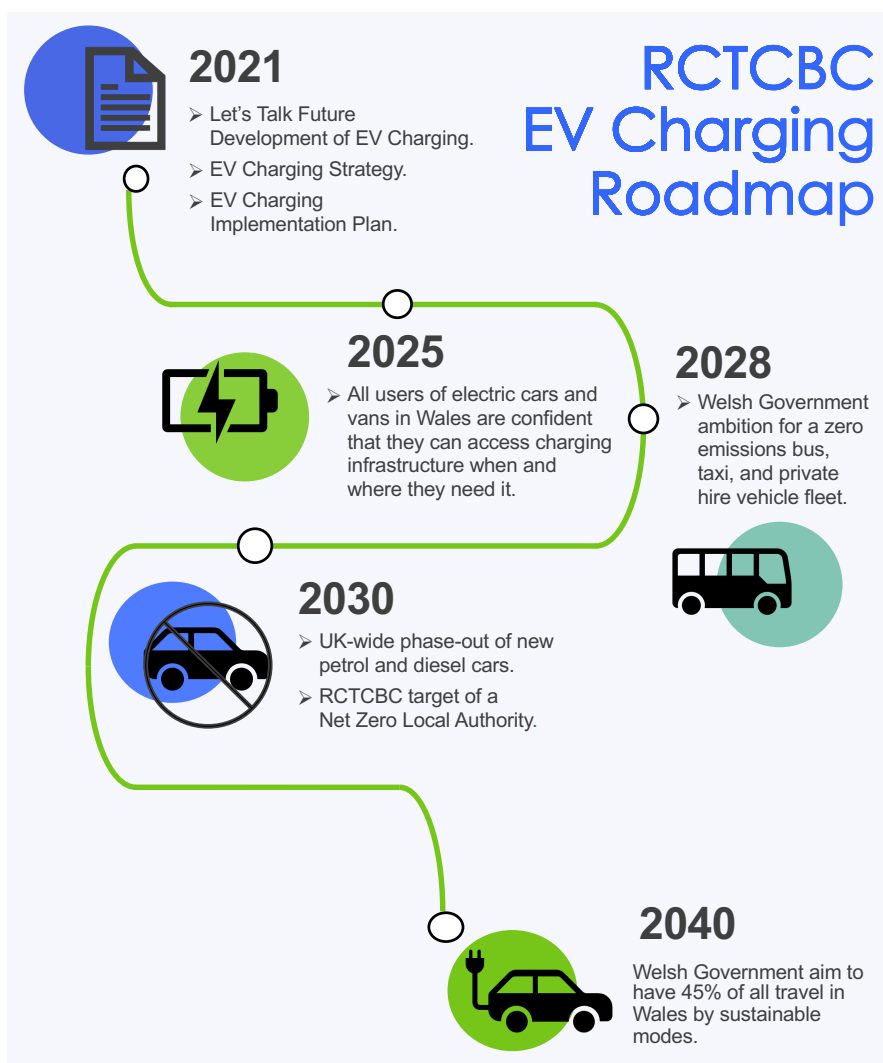 RCTCBC
EV Charging
Roadmap
2021
➢ Let's Talk Future
Development of EV Charging.
➢ EV Charging Strategy.
➢ EV Charging
Implementation Plan.
2025
➢ All users of electric cars and
vans in Wales are confident
that they can access charging
infrastructure when and
where they need it.
2028
➢ Welsh Government
ambition for a zero
emissions bus,
taxi, and private
hire vehicle fleet.
2030
➢ UK-wide phase-out of new
petrol and diesel cars.
➢ RCTCBC target of a
Net Zero Local Authority.
2040
Welsh Government aim to
have 45% of all travel in
Wales by sustainable
modes.